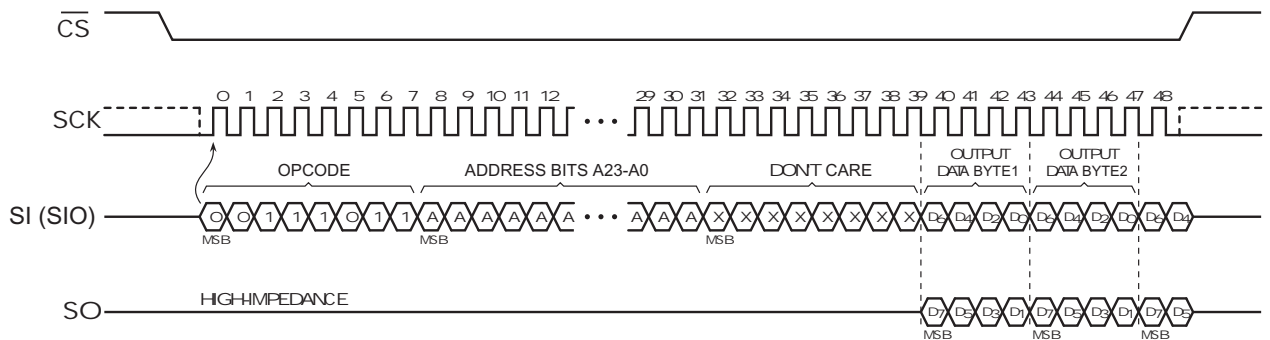 CS
0 1 2 3 4 5 6 7 8 9 10 11 12 29 30 31 32 33 34 35 36 37 38 39 40 41 42 43 44 45 46 47 48
SCK
OPCODE ADDRESS BITS A23-A0 DON'T CARE OUTPUT DATA BYTE1 OUTPUT DATA BYTE2
SI (SIO) 0 0 1 1 1 0 1 1 A A A A A A A A A X X X X X X X X D6 D4 D2 D0 D6 D4 D2 D0 D6 D4
MSB MSB MSB
HIGH-IMPEDANCE
SO D7 D5 D3 D1 D7 D5 D3 D1 D7 D5
MSB MSB MSB